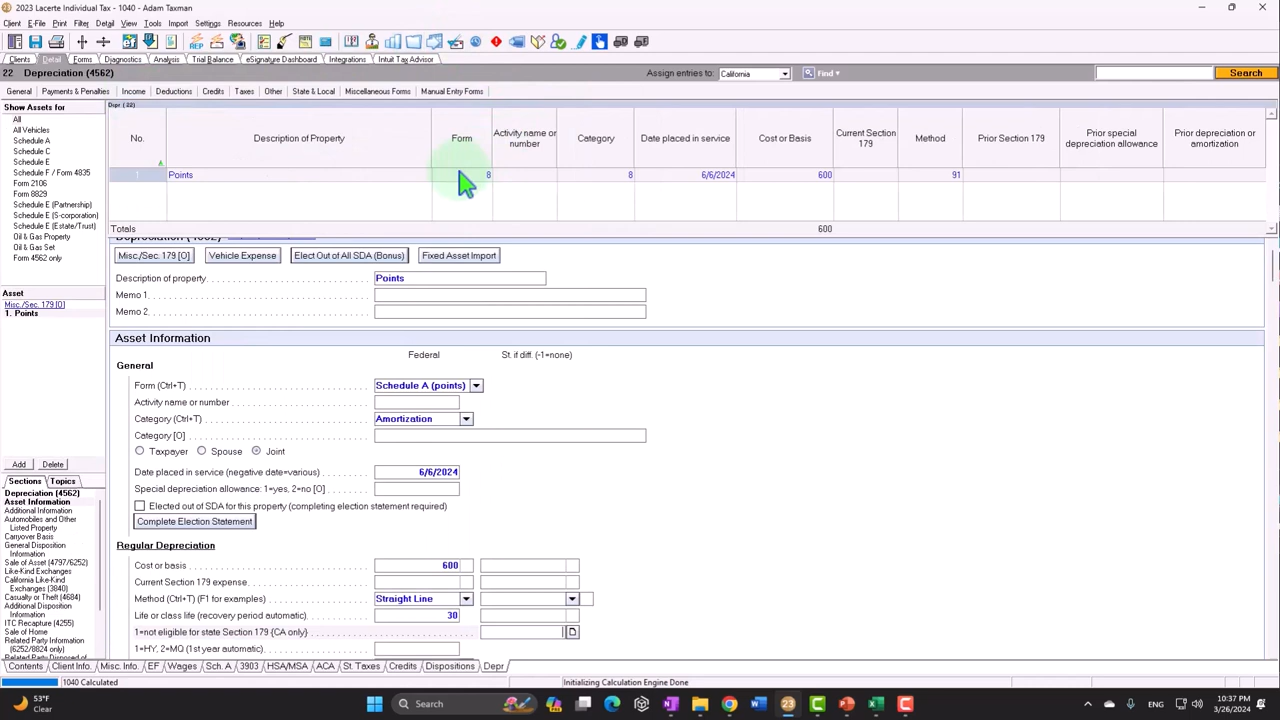 2023 Lacerte Individual Tax - 1040 - Adam Taxman
Client E-File Print Filter Detail View Tools Import Settings Resources Help
Clients Detail Forms Diagnostics Analysis Trial Balance eSignature Dashboard Integrations Intuit Tax Advisor
22 Depreciation (4562) Assign entries to: California Find Search
General Payments & Penalties Income Deductions Credits Taxes Other State & Local Miscellaneous Forms Manual Entry Forms
Show Assets for
All
All Vehicles
Schedule A
Schedule C
Schedule E
Schedule F / Form 4835
Form 2106
Form 8829
Schedule E (Partnership)
Schedule E (S-corporation)
Schedule E (Estate/Trust)
Oil & Gas Property
Oil & Gas Set
Form 4562 only
Asset
Misc./Sec. 179 [O]
1. Points
Add Delete
Sections Topics
Depreciation (4562)
Asset Information
Additional Information
Automobiles and Other
Listed Property
Carryover Basis
General Disposition
Information
Sale of Asset (4797/6252)
Like-Kind Exchanges
California Like-Kind
Exchanges (3840)
Casualty or Theft (4684)
Additional Disposition
Information
ITC Recapture (4255)
Sale of Home
Related Party Information
(6252/8824 only)
Related Party Disposed of
Depr (22)
No. Description of Property Form Activity name or number Category Date placed in service Cost or Basis Current Section 179 Method Prior Section 179 Prior special depreciation allowance Prior depreciation or amortization
1 Points 8 8 6/6/2024 600 91
Totals 600
Depreciation (4562)
Misc./Sec. 179 [O] Vehicle Expense Elect Out of All SDA (Bonus) Fixed Asset Import
Description of property Points
Memo 1
Memo 2
Asset Information
Federal St. if diff. (-1=none)
General
Form (Ctrl+T) Schedule A (points)
Activity name or number
Category (Ctrl+T) Amortization
Category [O]
Taxpayer Spouse Joint
Date placed in service (negative date=various) 6/6/2024
Special depreciation allowance: 1=yes, 2=no [O]
Elected out of SDA for this property (completing election statement required)
Complete Election Statement
Regular Depreciation
Cost or basis 600
Current Section 179 expense
Method (Ctrl+T) (F1 for examples) Straight Line
Life or class life (recovery period automatic) 30
1=not eligible for state Section 179 {CA only}
1=HY, 2=MQ (1st year automatic)
Contents Client Info. Misc. Info. EF Wages Sch. A 3903 HSA/MSA ACA St. Taxes Credits Dispositions Depr
1040 Calculated Initializing Calculation Engine Done
53°F
Clear
Search
10:37 PM
3/26/2024